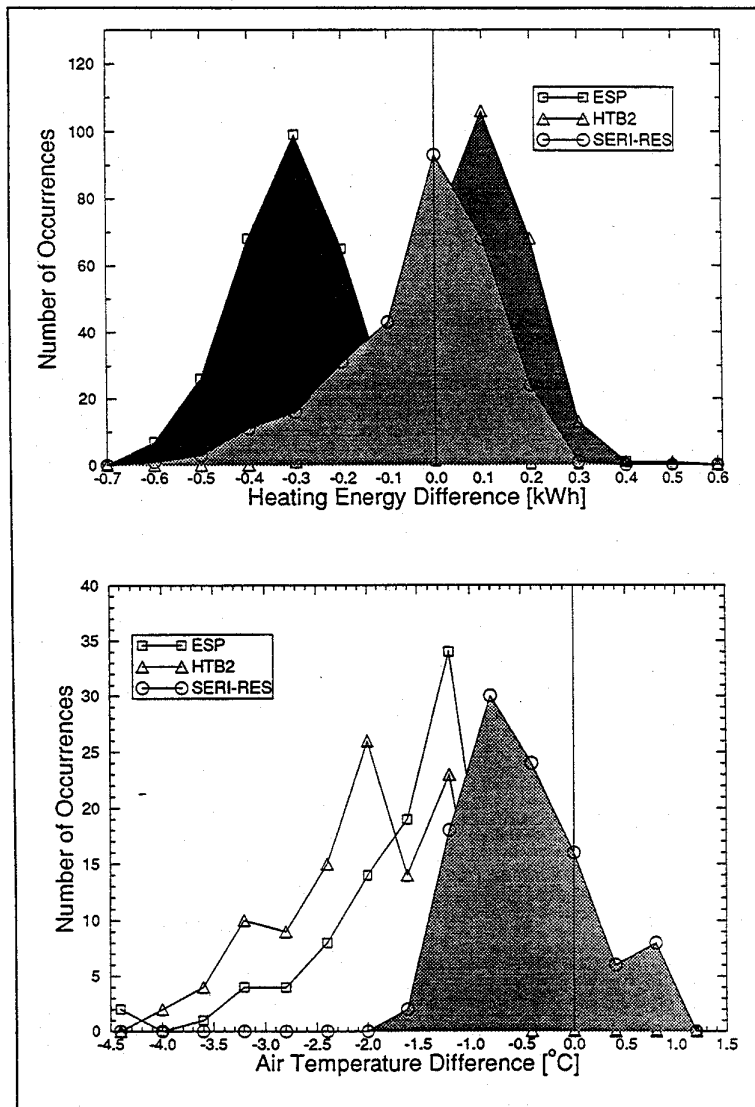 120
100
80
60
40
20
0
Number of Occurrences
ESP
HTB2
SERI-RES
-0.7 -0.6 -0.5 -0.4 -0.3 -0.2 -0.1 0.0 0.1 0.2 0.3 0.4 0.5 0.6
Heating Energy Difference [kWh]
40
35
30
25
20
15
10
5
0
Number of Occurrences
ESP
HTB2
SERI-RES
-4.5 -4.0 -3.5 -3.0 -2.5 -2.0 -1.5 -1.0 -0.5 0.0 0.5 1.0 1.5
Air Temperature Difference [°C]